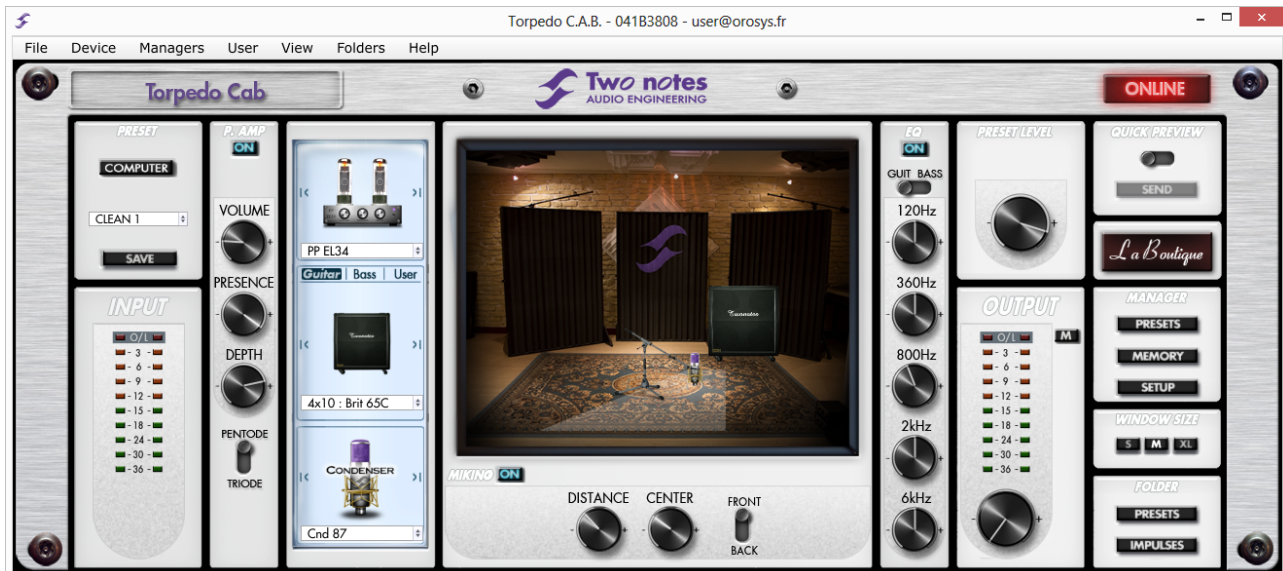 Torpedo C.A.B. - 041B3808 - user@orosys.fr
File Device Managers User View Folders Help
Torpedo Cab
Two notes
AUDIO ENGINEERING
ONLINE
PRESET
COMPUTER
CLEAN 1
SAVE
INPUT
O/L
- 3 -
- 6 -
- 9 -
- 12 -
- 15 -
- 18 -
- 24 -
- 30 -
- 36 -
P. AMP
ON
VOLUME
- +
PRESENCE
- +
DEPTH
- +
PENTODE
TRIODE
PP EL34
Guitar | Bass | User
Twonotes
4x10 : Brit 65C
CONDENSER
Cnd 87
Twonotes
MIKING ON
DISTANCE CENTER
- + - +
FRONT
BACK
EQ
ON
GUIT BASS
120Hz
- +
360Hz
- +
800Hz
- +
2kHz
- +
6kHz
- +
PRESET LEVEL
- +
OUTPUT
O/L
M
- 3 -
- 6 -
- 9 -
- 12 -
- 15 -
- 18 -
- 24 -
- 30 -
- 36 -
- +
QUICK PREVIEW
SEND
La Boutique
MANAGER
PRESETS
MEMORY
SETUP
WINDOW SIZE
S M XL
FOLDER
PRESETS
IMPULSES